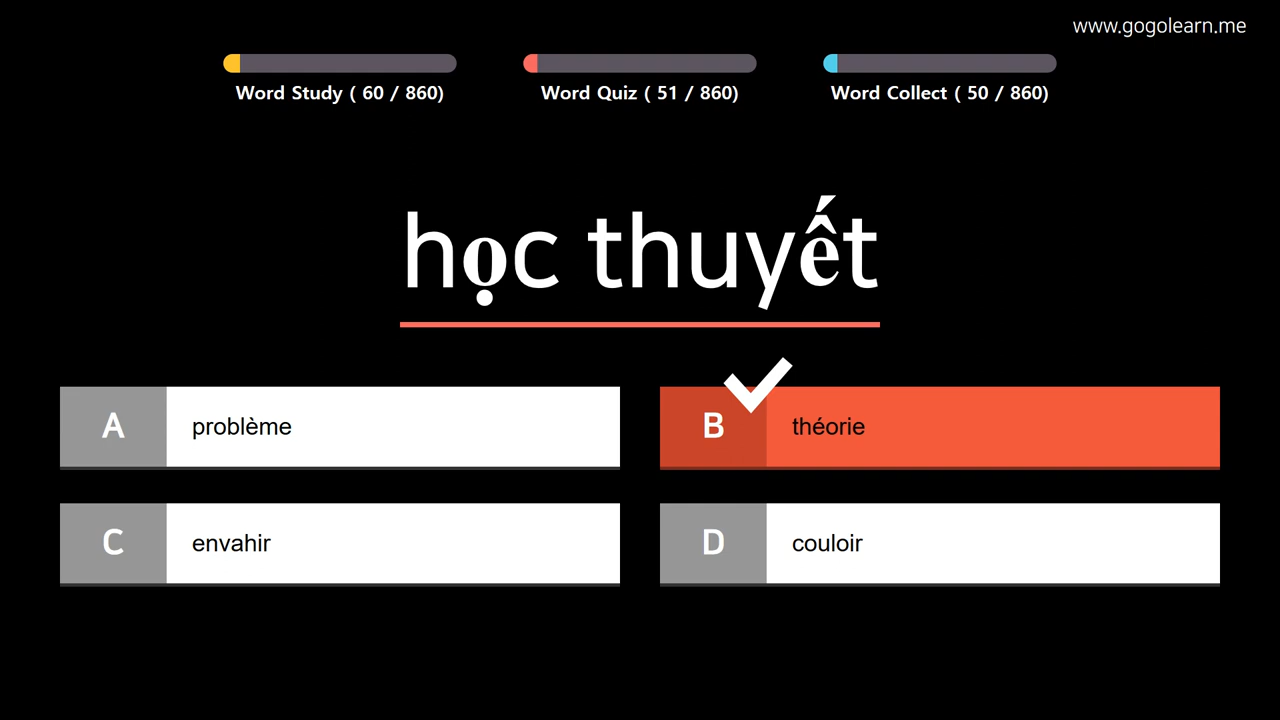 www.gogolearn.me
Word Study ( 60 / 860)
Word Quiz ( 51 / 860)
Word Collect ( 50 / 860)
học thuyết
A problème
B théorie
C envahir
D couloir